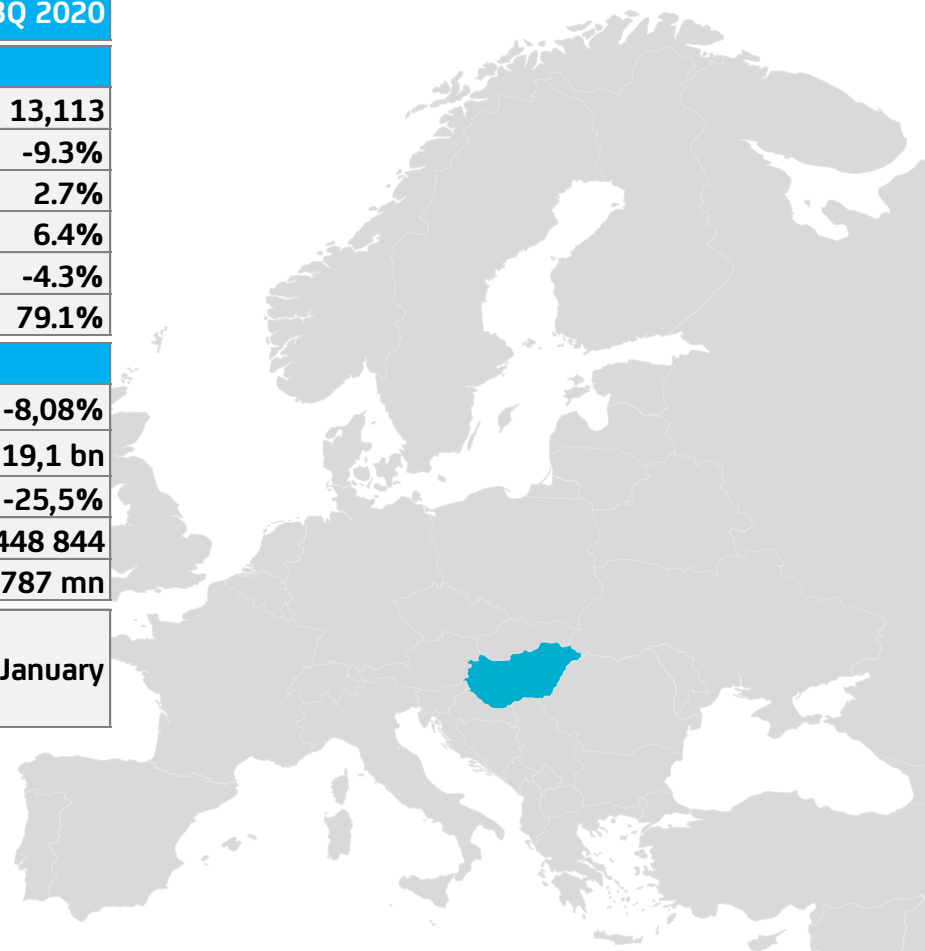 3Q 2020
13,113
-9.3%
2.7%
6.4%
-4.3%
79.1%
-8,08%
19,1 bn
-25,5%
448 844
787 mn
January